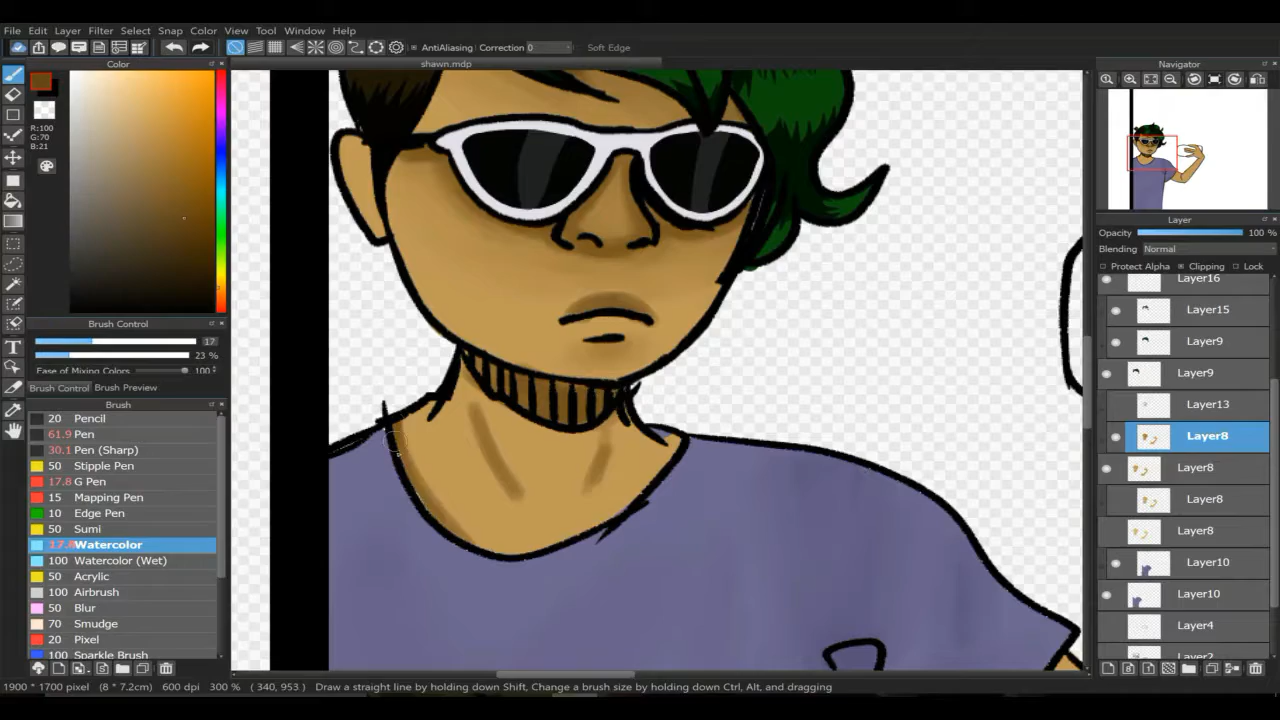 File Edit Layer Filter Select Snap Color View Tool Window Help
AntiAliasing Correction 0 Soft Edge
Color
shawn.mdp
Navigator
R:100
G:70
B:21
Layer
Opacity 100 %
Blending Normal
Protect Alpha Clipping Lock
Layer16
Layer15
Brush Control
17
Layer9
23 %
Ease of Mixing Colors 100
Layer9
Brush Control Brush Preview
Brush
Layer13
20 Pencil
61.9 Pen
Layer8
30.1 Pen (Sharp)
50 Stipple Pen
Layer8
17.8 G Pen
15 Mapping Pen
Layer8
10 Edge Pen
50 Sumi
Layer8
Watercolor
100 Watercolor (Wet)
Layer10
50 Acrylic
100 Airbrush
Layer10
50 Blur
70 Smudge
Layer4
20 Pixel
100 Sparkle Brush
1900 * 1700 pixel (8 * 7.2cm) 600 dpi 300 % ( 340, 953 ) Draw a straight line by holding down Shift, Change a brush size by holding down Ctrl, Alt, and dragging